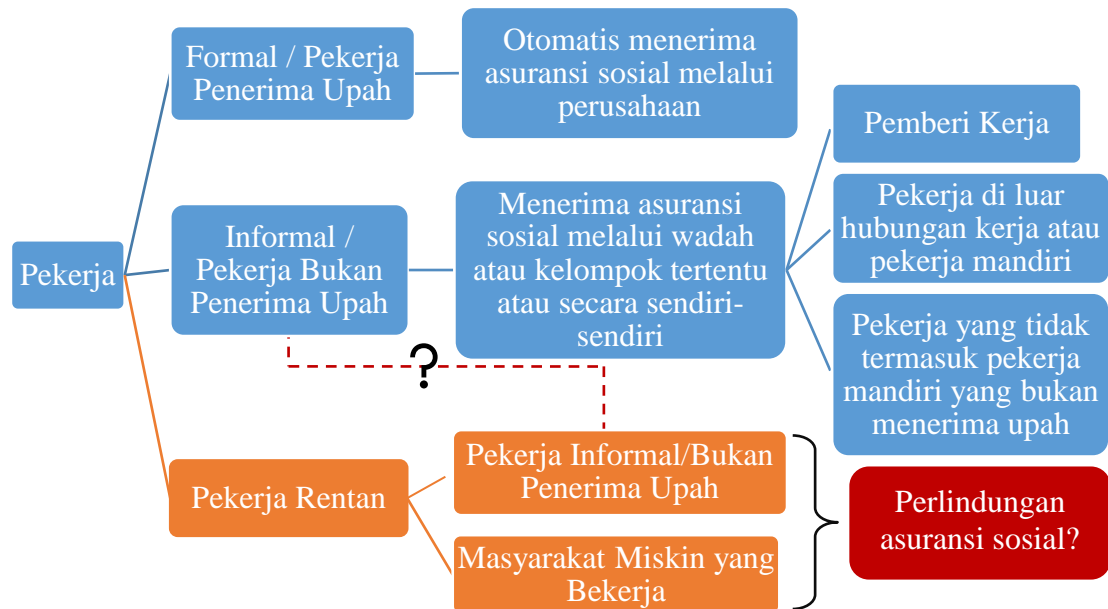 Pekerja
Formal / Pekerja
Penerima Upah
Otomatis menerima
asuransi sosial melalui
perusahaan
Informal /
Pekerja Bukan
Penerima Upah
Menerima asuransi
sosial melalui wadah
atau kelompok tertentu
atau secara sendiri-
sendiri
Pemberi Kerja
Pekerja di luar
hubungan kerja atau
pekerja mandiri
Pekerja yang tidak
termasuk pekerja
mandiri yang bukan
menerima upah
?
Pekerja Rentan
Pekerja Informal/Bukan
Penerima Upah
Masyarakat Miskin yang
Bekerja
Perlindungan
asuransi sosial?